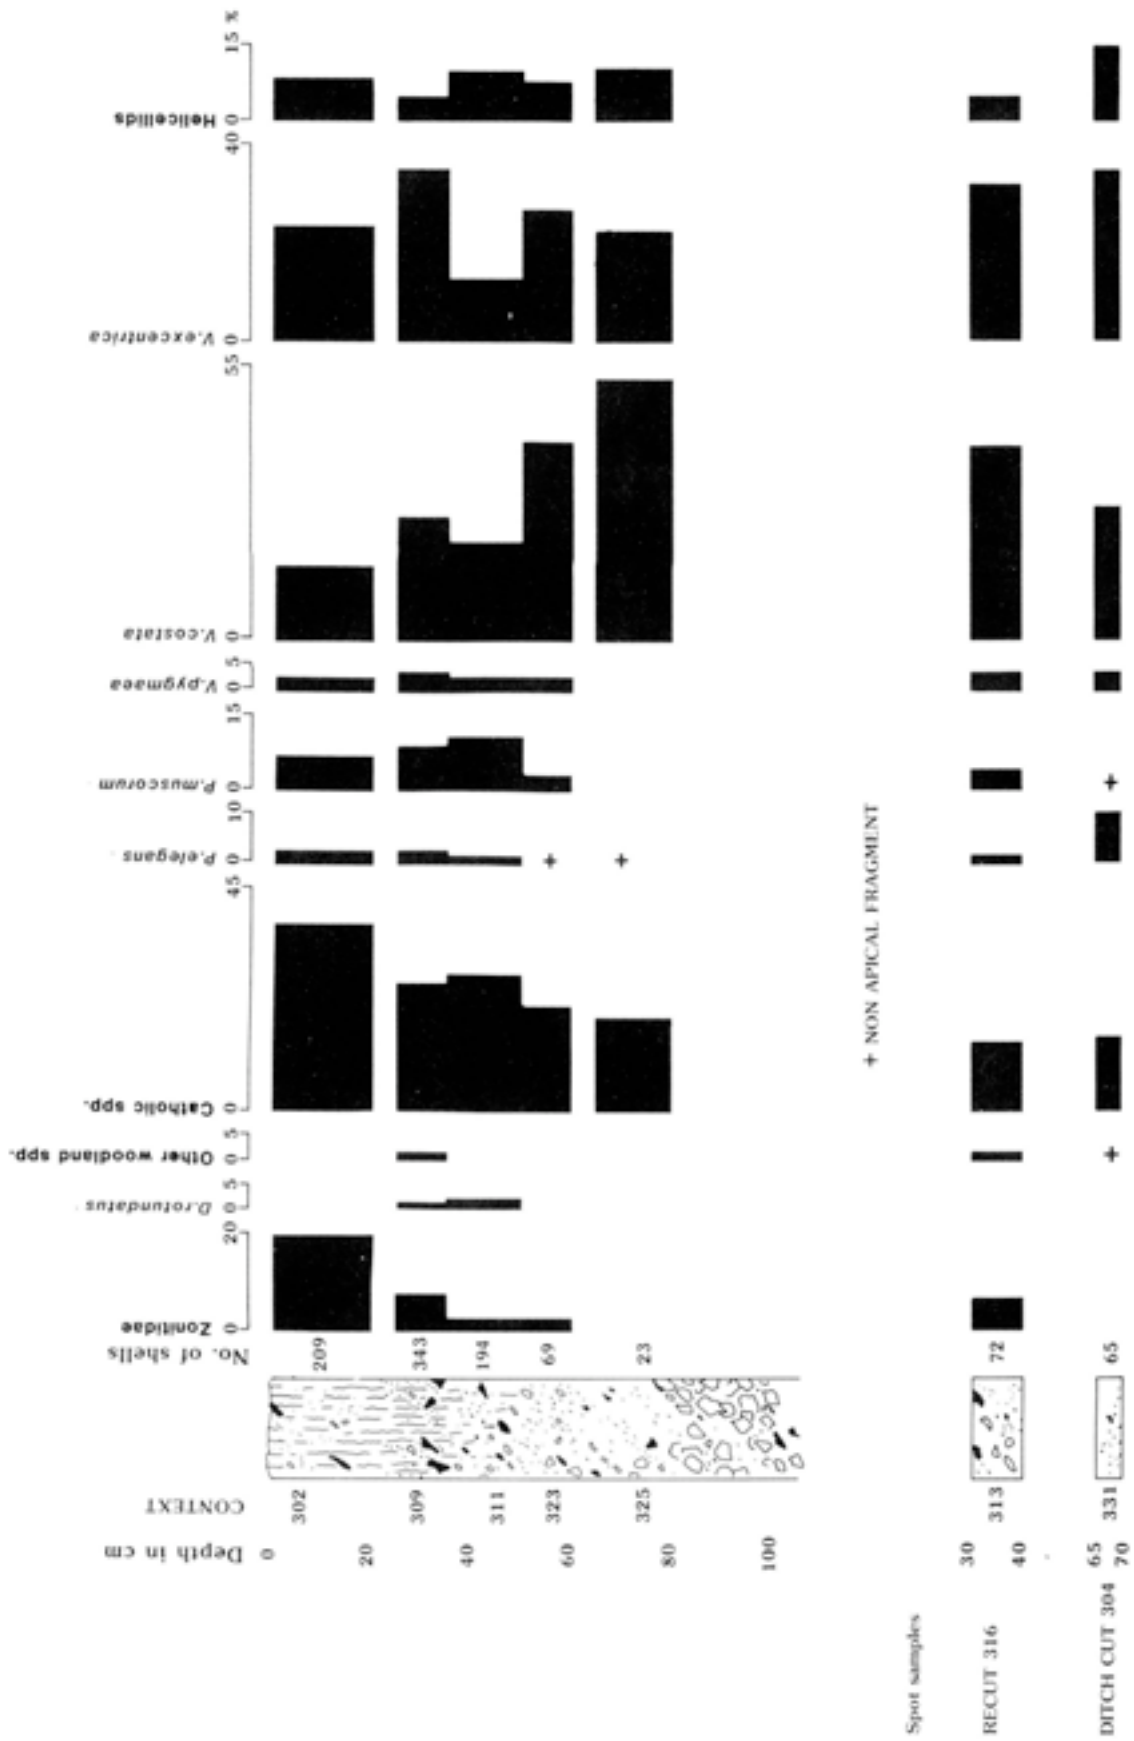 Depth in cm
CONTEXT
No. of shells
Zonitidae
D.rotundatus
Other woodland spp.
Catholic spp.
P.elegans
P.muscorum
V.pygmaea
V.costata
V.excentrica
Helicellids
0 20
0 5
0 5
0 45
0 10
0 15
0 5
0 55
0 40
0 15 %
0
302 209
20
309 343
40
311 194
323 69 +
60
325 23 +
80
100
+ NON APICAL FRAGMENT
Spot samples
30
RECUT 316 313 72
40
65
DITCH CUT 304 331 65 + +
70